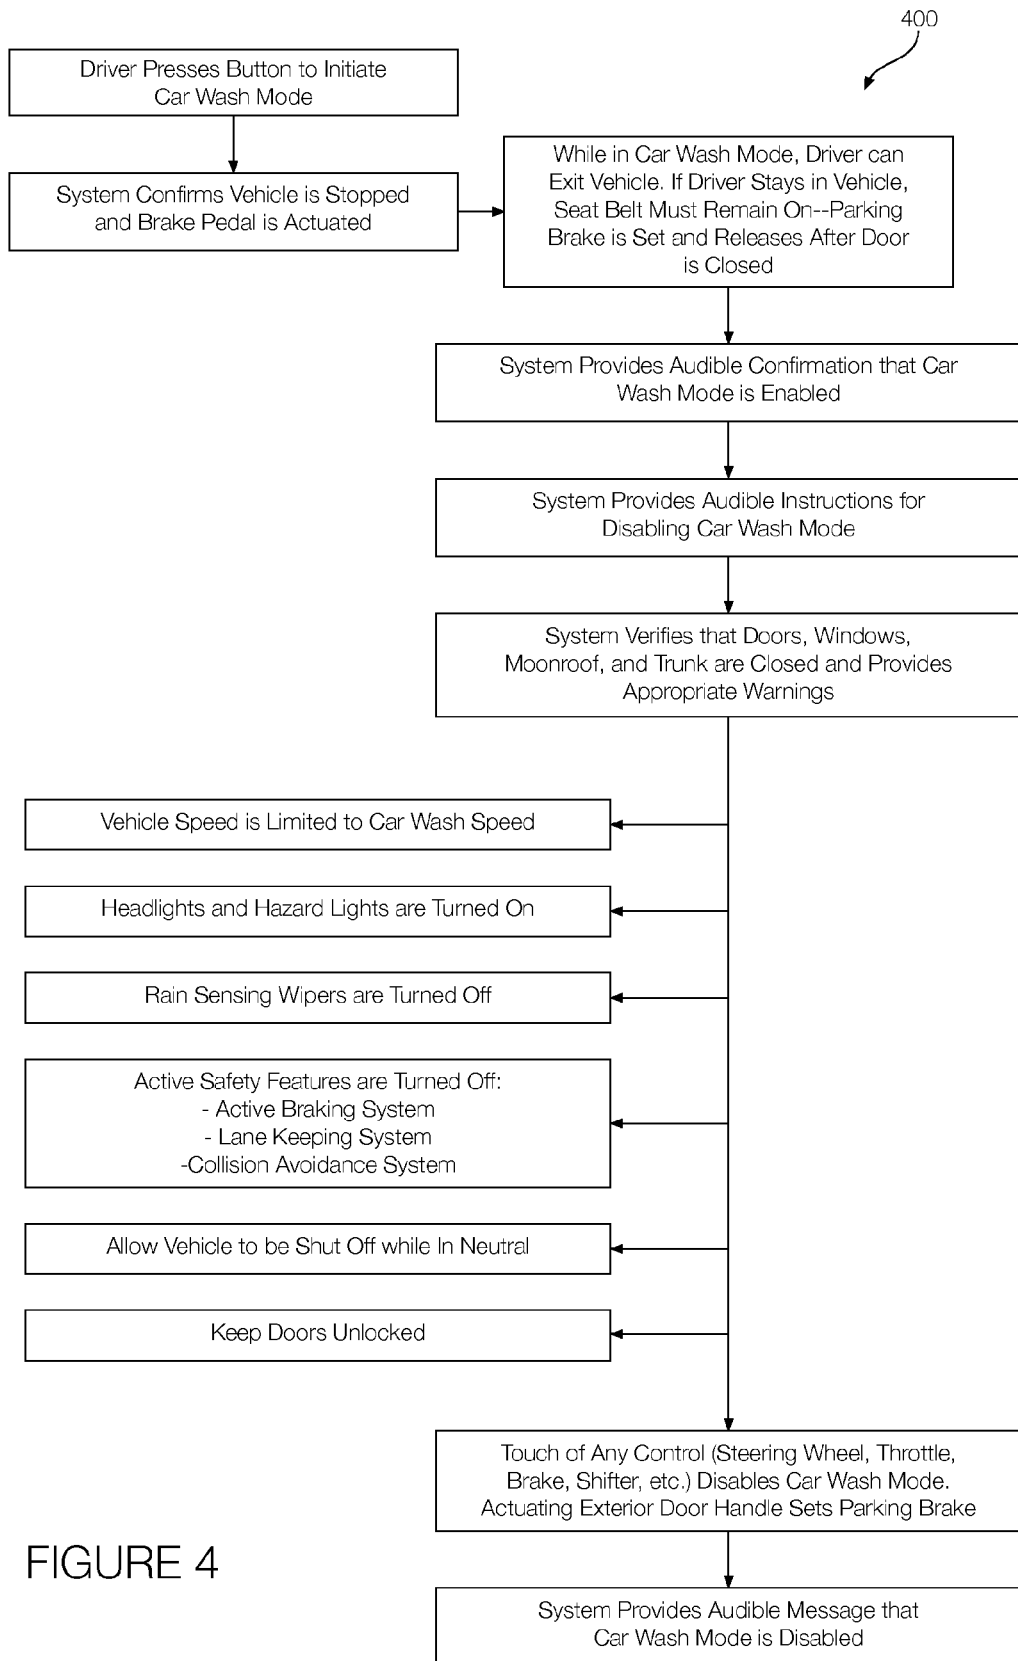 400
Driver Presses Button to Initiate
Car Wash Mode
System Confirms Vehicle is Stopped
and Brake Pedal is Actuated
While in Car Wash Mode, Driver can
Exit Vehicle. If Driver Stays in Vehicle,
Seat Belt Must Remain On--Parking
Brake is Set and Releases After Door
is Closed
System Provides Audible Confirmation that Car
Wash Mode is Enabled
System Provides Audible Instructions for
Disabling Car Wash Mode
System Verifies that Doors, Windows,
Moonroof, and Trunk are Closed and Provides
Appropriate Warnings
Vehicle Speed is Limited to Car Wash Speed
Headlights and Hazard Lights are Turned On
Rain Sensing Wipers are Turned Off
Active Safety Features are Turned Off:
- Active Braking System
- Lane Keeping System
-Collision Avoidance System
Allow Vehicle to be Shut Off while In Neutral
Keep Doors Unlocked
Touch of Any Control (Steering Wheel, Throttle,
Brake, Shifter, etc.) Disables Car Wash Mode.
Actuating Exterior Door Handle Sets Parking Brake
System Provides Audible Message that
Car Wash Mode is Disabled
FIGURE 4